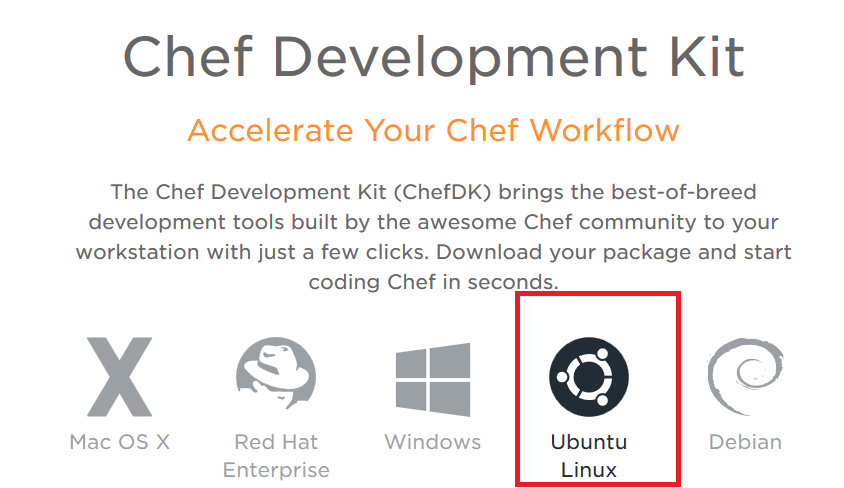 Chef Development Kit
Accelerate Your Chef Workflow
The Chef Development Kit (ChefDK) brings the best-of-breed
development tools built by the awesome Chef community to your
workstation with just a few clicks. Download your package and start
coding Chef in seconds.
Mac OS X
Red Hat
Enterprise
Windows
Ubuntu
Linux
Debian